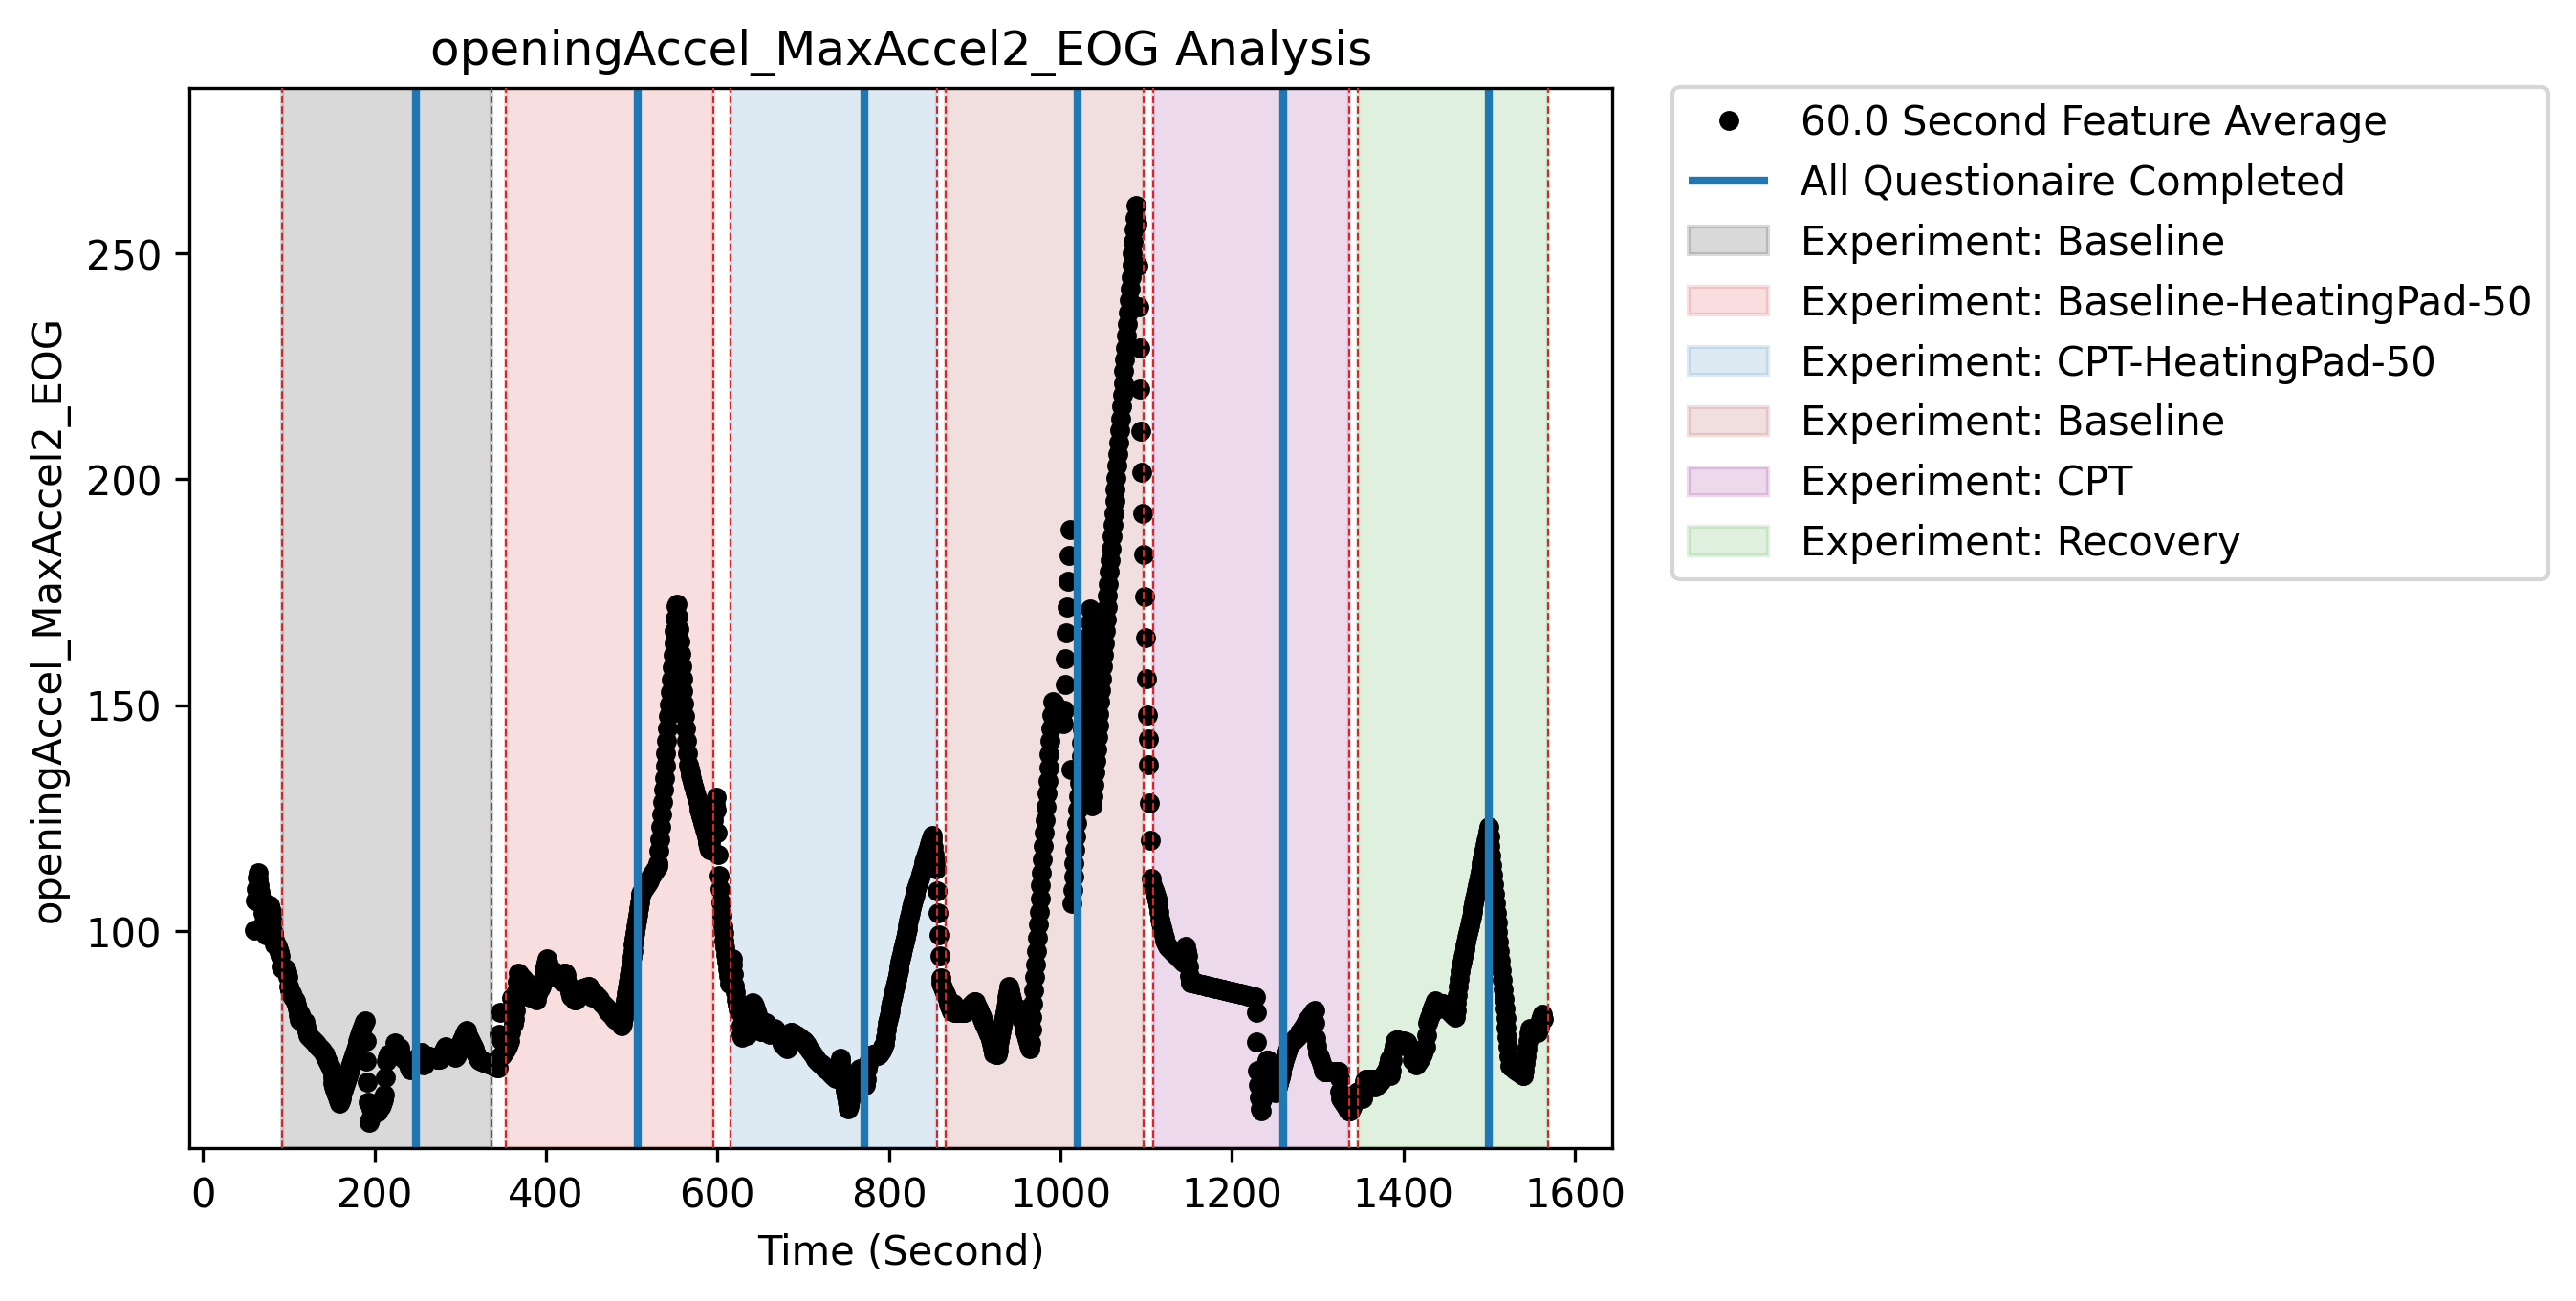 openingAccel_MaxAccel2_EOG Analysis
openingAccel_MaxAccel2_EOG
250
200
150
100
0 200 400 600 800 1000 1200 1400 1600
Time (Second)
60.0 Second Feature Average
All Questionaire Completed
Experiment: Baseline
Experiment: Baseline-HeatingPad-50
Experiment: CPT-HeatingPad-50
Experiment: Baseline
Experiment: CPT
Experiment: Recovery